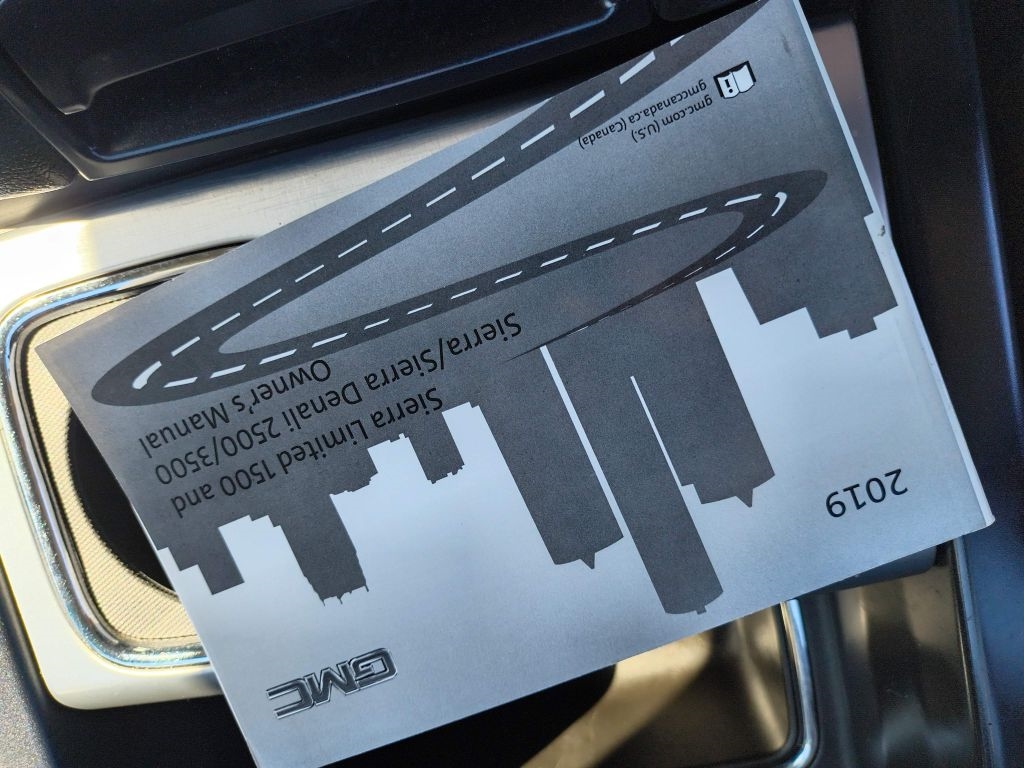 2019
GMC
Sierra Limited 1500 and
Sierra/Sierra Denali 2500/3500
Owner's Manual
gmc.com (U.S.)
gmccanada.ca (Canada)